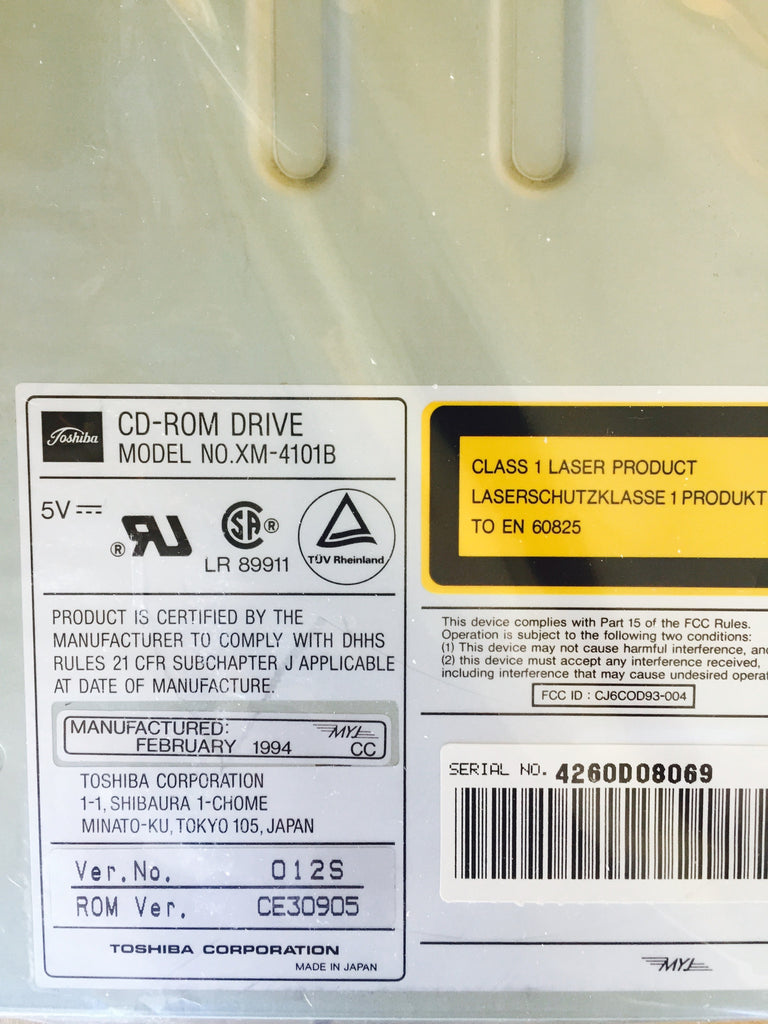 Toshiba
CD-ROM DRIVE
MODEL NO.XM-4101B
5V
® RU
SA ®
LR 89911
TÜV Rheinland
PRODUCT IS CERTIFIED BY THE
MANUFACTURER TO COMPLY WITH DHHS
RULES 21 CFR SUBCHAPTER J APPLICABLE
AT DATE OF MANUFACTURE.
MANUFACTURED:
FEBRUARY 1994
MYL
CC
TOSHIBA CORPORATION
1-1, SHIBAURA 1-CHOME
MINATO-KU, TOKYO 105, JAPAN
Ver.No. 012S
ROM Ver. CE30905
TOSHIBA CORPORATION
MADE IN JAPAN
CLASS 1 LASER PRODUCT
LASERSCHUTZKLASSE 1 PRODUKT
TO EN 60825
This device complies with Part 15 of the FCC Rules.
Operation is subject to the following two conditions:
(1) This device may not cause harmful interference, and
(2) this device must accept any interference received,
including interference that may cause undesired operat
FCC ID : CJ6COD93-004
SERIAL NO. 4260D08069
MYL